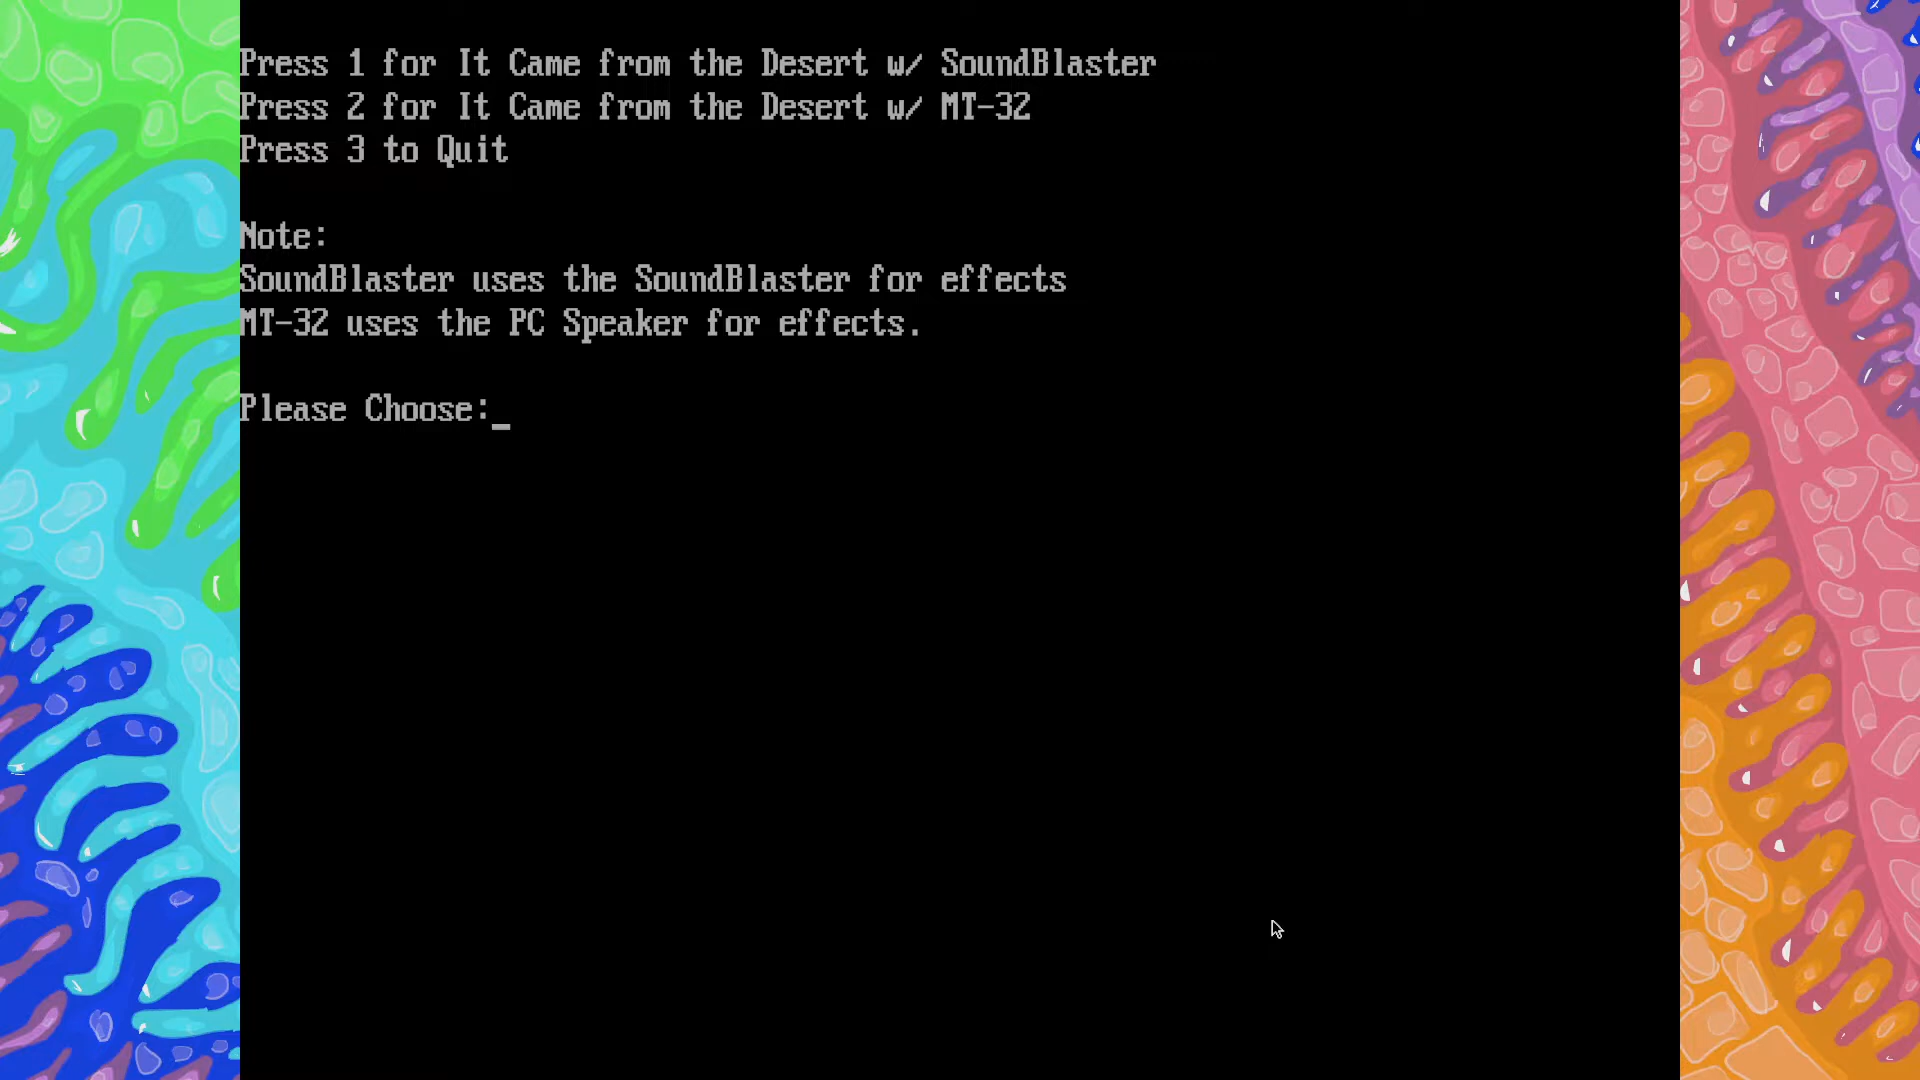 Press 1 for It Came from the Desert w/ SoundBlaster
Press 2 for It Came from the Desert w/ MT-32
Press 3 to Quit
Note:
SoundBlaster uses the SoundBlaster for effects
MT-32 uses the PC Speaker for effects.
Please Choose:_